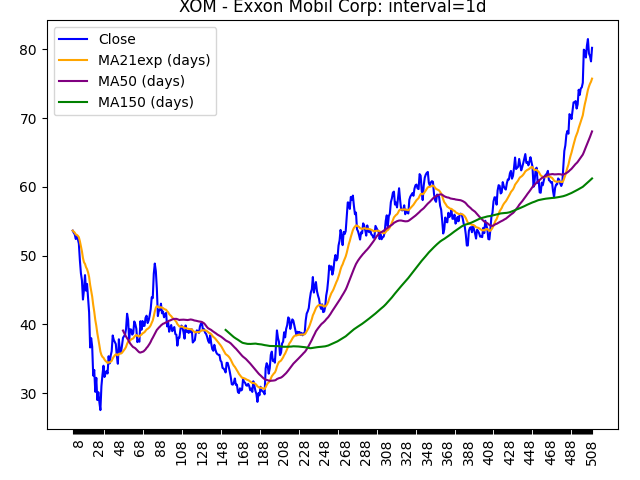 XOM - Exxon Mobil Corp: interval=1d
Close
MA21exp (days)
MA50 (days)
MA150 (days)
80
70
60
50
40
30
8 28 48 68 88 108 128 148 168 188 208 228 248 268 288 308 328 348 368 388 408 428 448 468 488 508